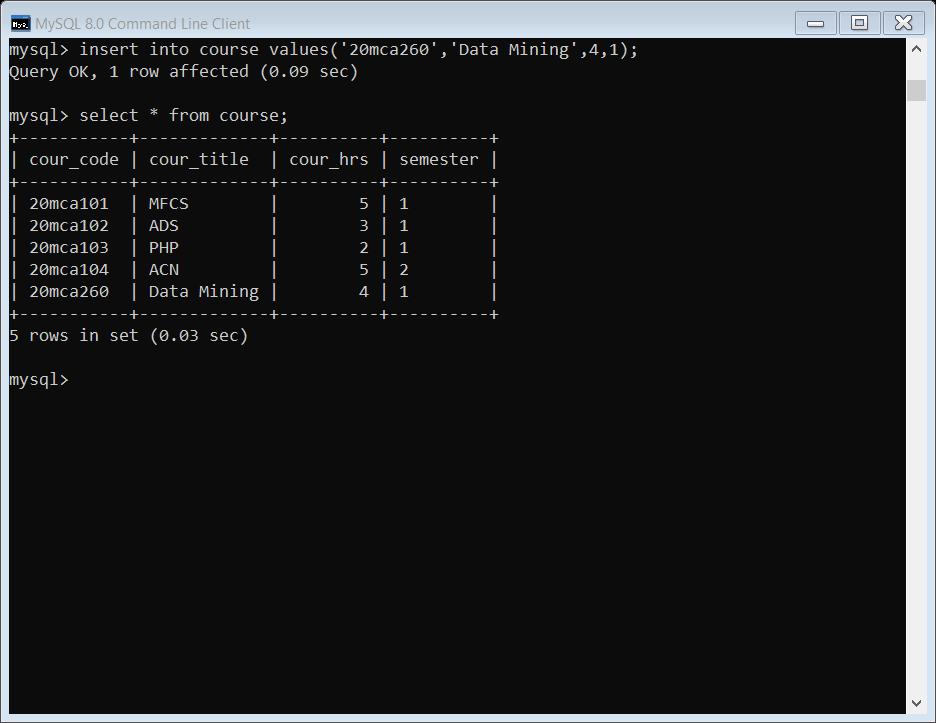 MySQL 8.0 Command Line Client
mysql> insert into course values('20mca260','Data Mining',4,1);
Query OK, 1 row affected (0.09 sec)
mysql> select * from course;
+-----------+-------------+----------+----------+
| cour_code | cour_title  | cour_hrs | semester |
+-----------+-------------+----------+----------+
| 20mca101  | MFCS        |        5 | 1        |
| 20mca102  | ADS         |        3 | 1        |
| 20mca103  | PHP         |        2 | 1        |
| 20mca104  | ACN         |        5 | 2        |
| 20mca260  | Data Mining |        4 | 1        |
+-----------+-------------+----------+----------+
5 rows in set (0.03 sec)
mysql>